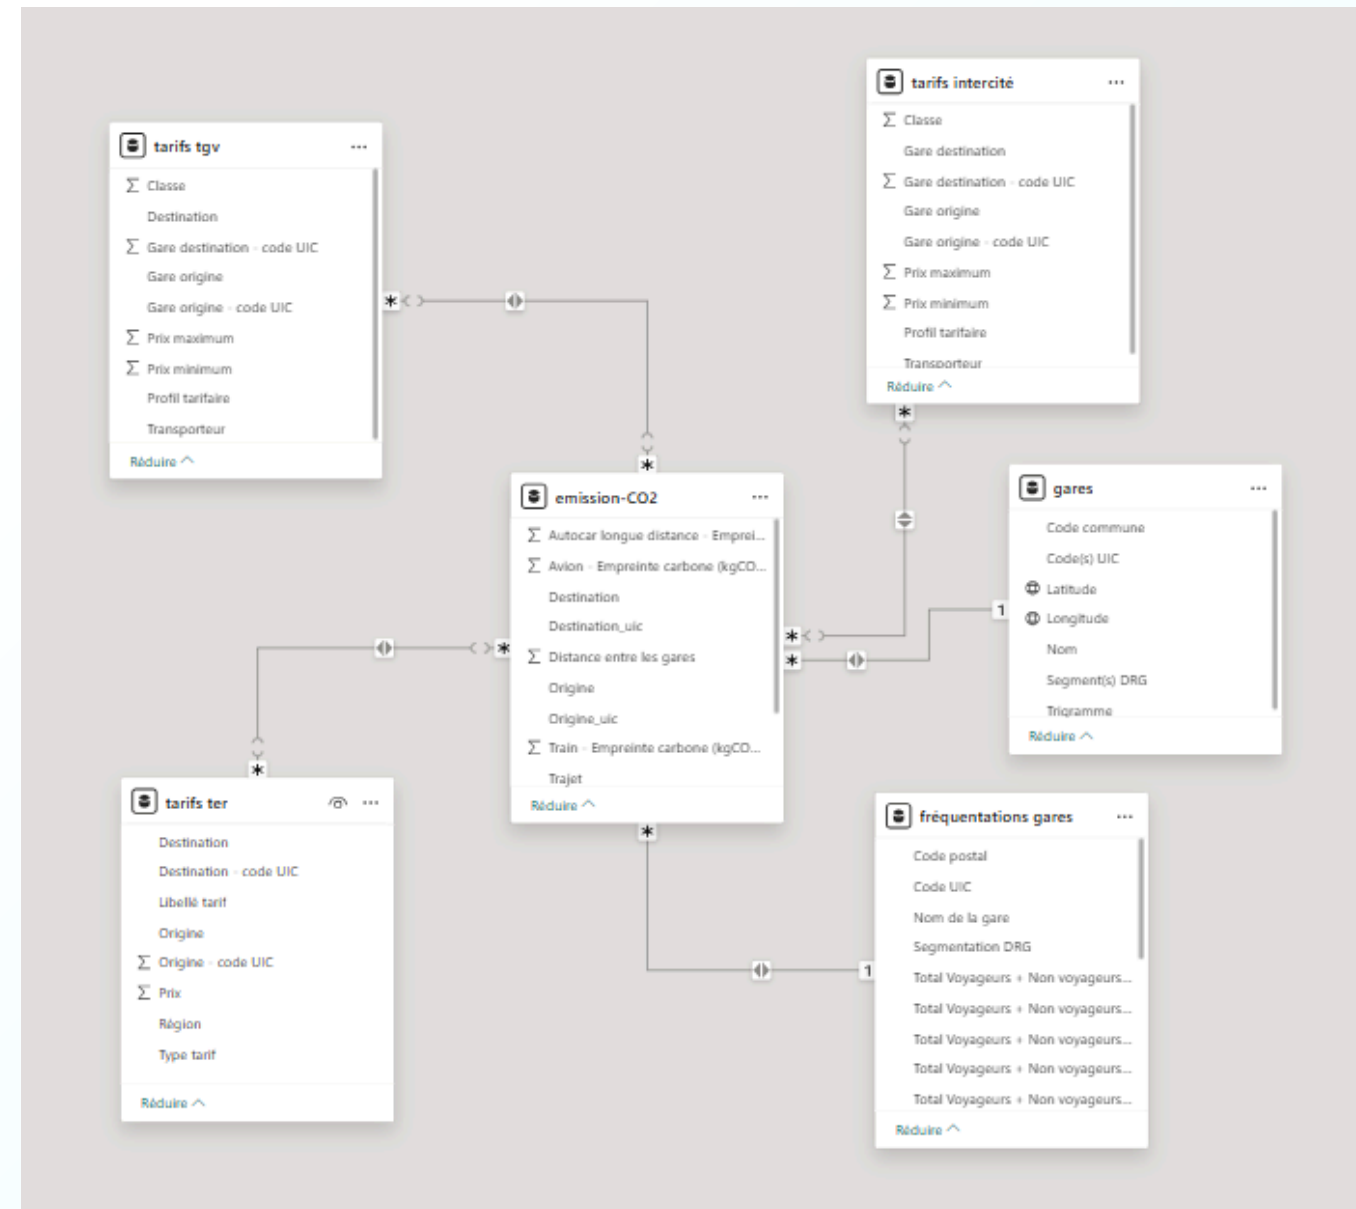 tarifs tgv
Classe
Destination
Gare destination - code UIC
Gare origine
Gare origine - code UIC
Prix maximum
Prix minimum
Profil tarifaire
Transporteur
Réduire
tarifs intercité
Classe
Gare destination
Gare destination - code UIC
Gare origine
Gare origine - code UIC
Prix maximum
Prix minimum
Profil tarifaire
Transporteur
Réduire
emission-CO2
Autocar longue distance - Emprei...
Avion - Empreinte carbone (kgCO...
Destination
Destination_uic
Distance entre les gares
Origine
Origine_uic
Train - Empreinte carbone (kgCO...
Trajet
Réduire
gares
Code commune
Code(s) UIC
Latitude
Longitude
Nom
Segment(s) DRG
Trigramme
Réduire
tarifs ter
Destination
Destination - code UIC
Libellé tarif
Origine
Origine - code UIC
Prix
Région
Type tarif
Réduire
fréquentations gares
Code postal
Code UIC
Nom de la gare
Segmentation DRG
Total Voyageurs + Non voyageurs...
Total Voyageurs + Non voyageurs...
Total Voyageurs + Non voyageurs...
Total Voyageurs + Non voyageurs...
Total Voyageurs + Non voyageurs...
Réduire
*
*
*
*
*
1
*
*
*
1